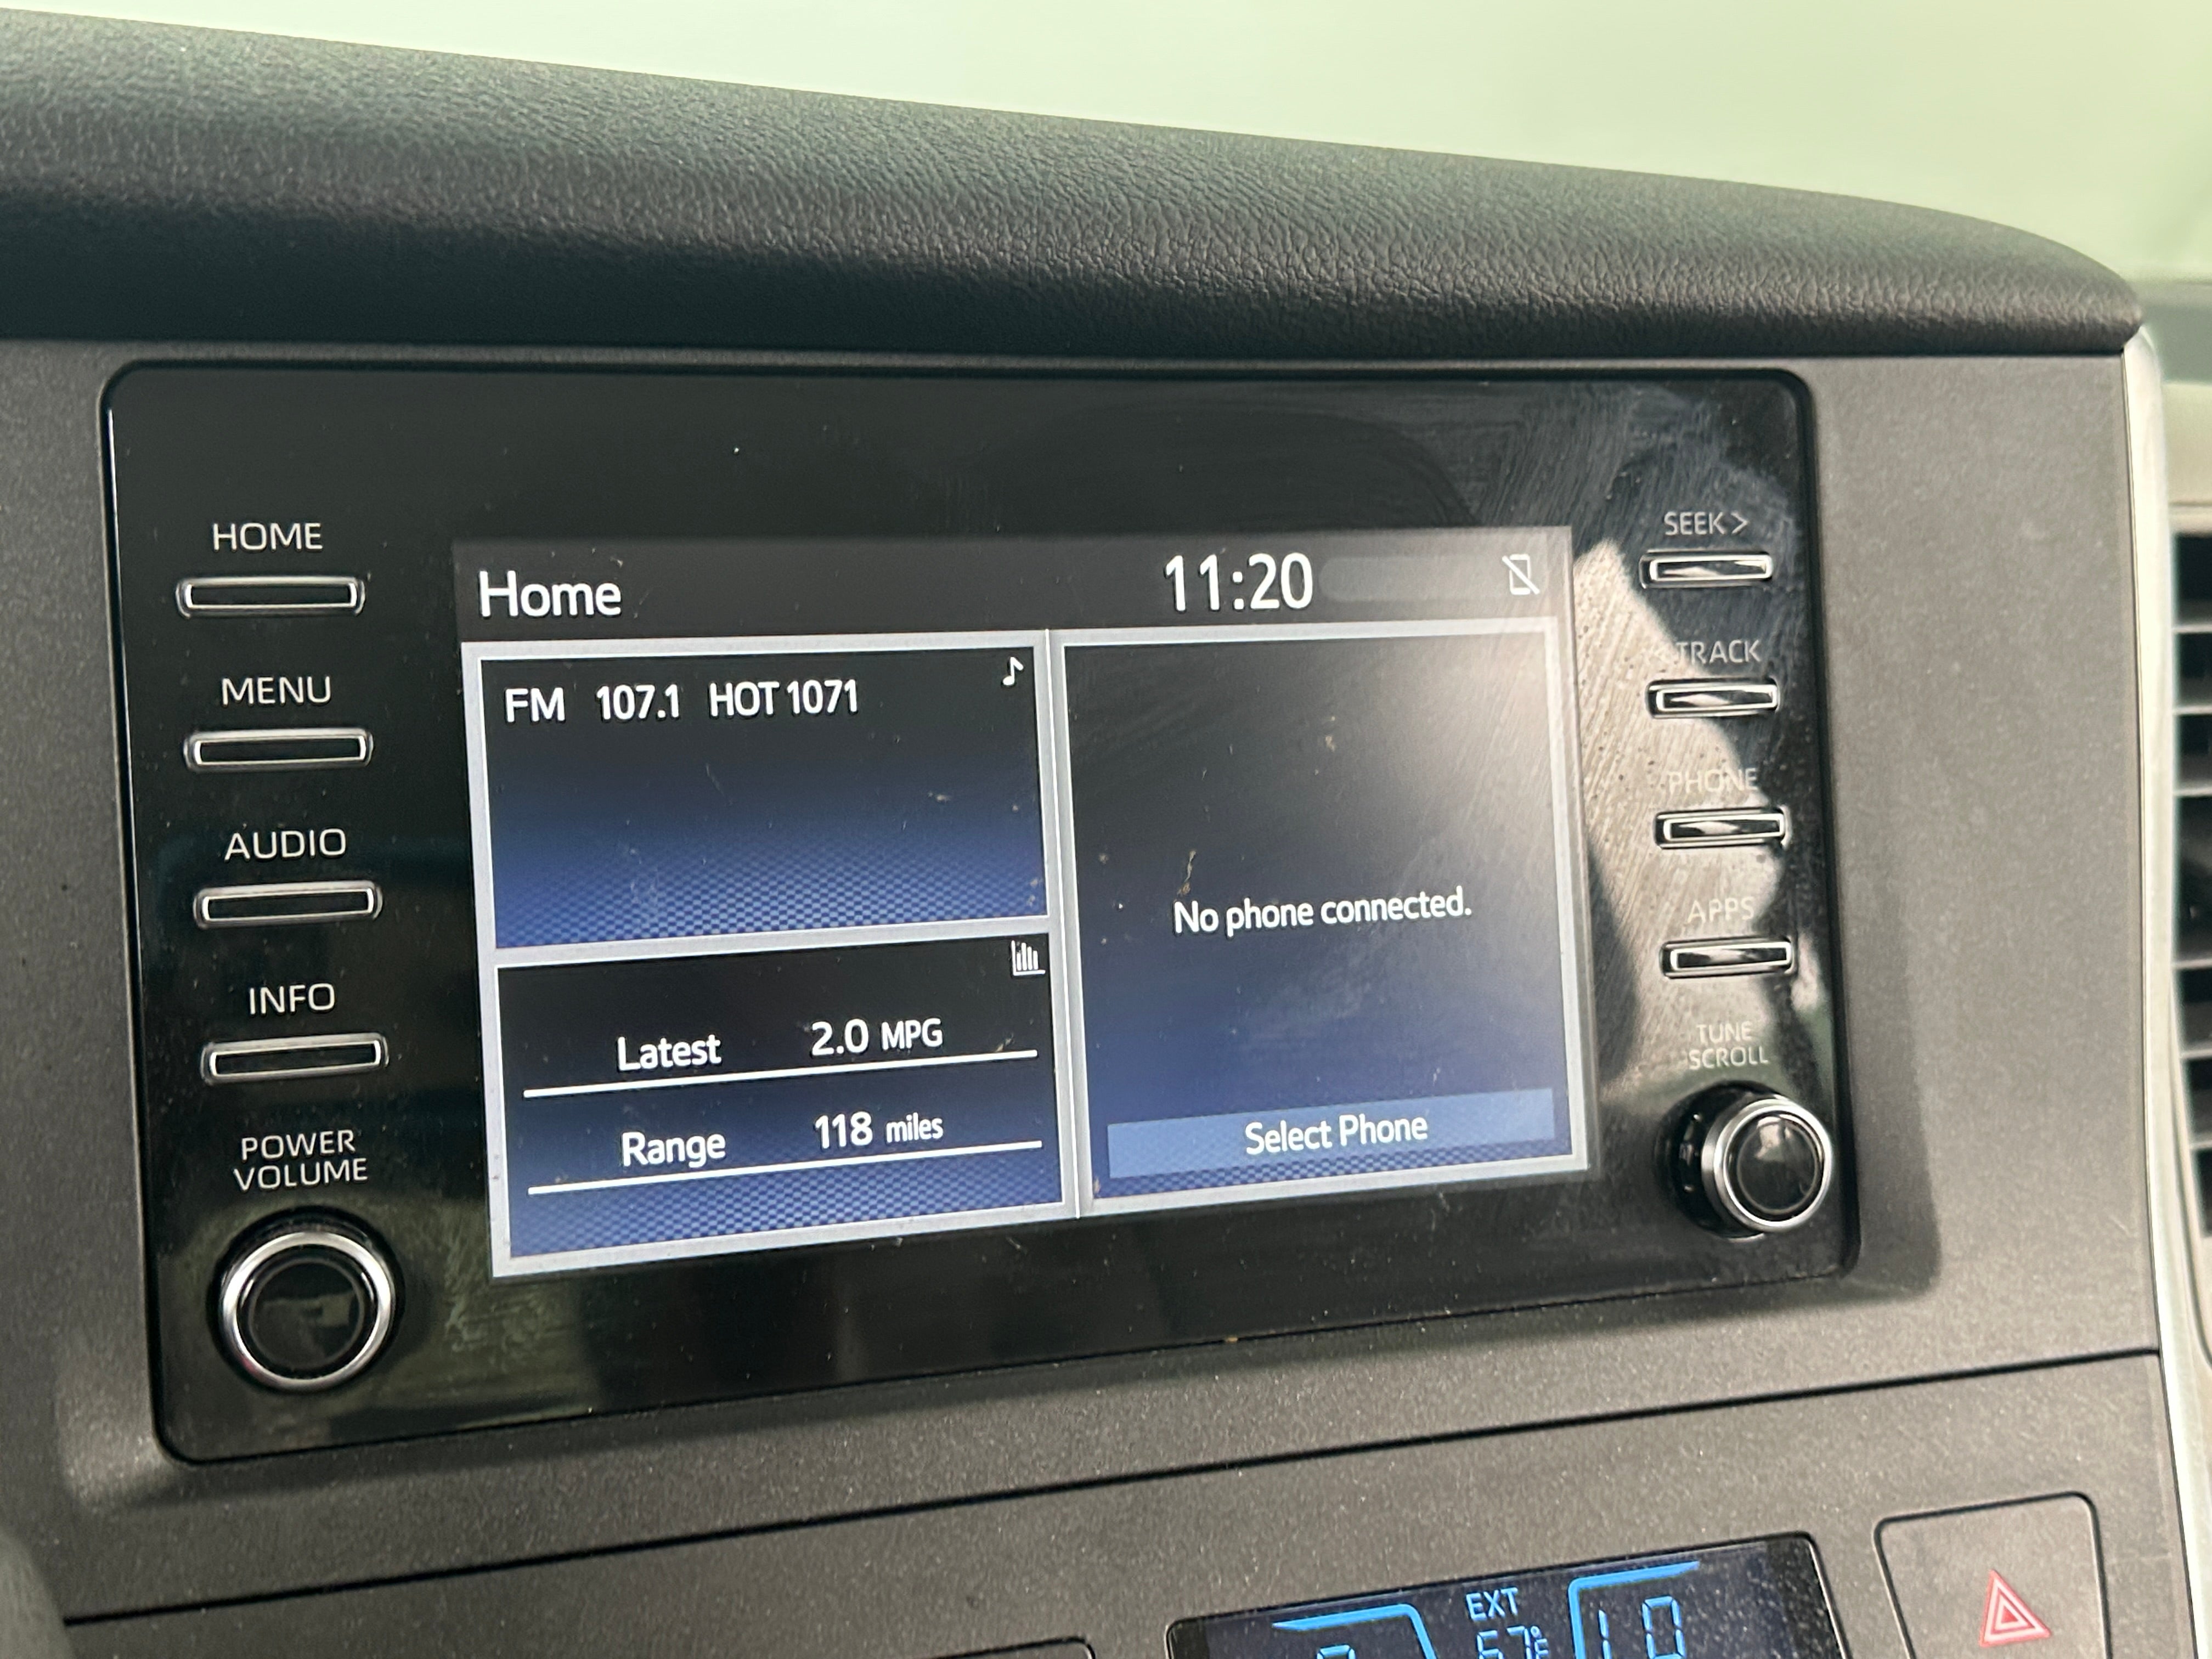 HOME
MENU
AUDIO
INFO
POWER
VOLUME
Home 11:20
FM 107.1 HOT 1071
Latest 2.0 MPG
Range 118 miles
No phone connected.
Select Phone
SEEK >
< TRACK
PHONE
APPS
TUNE
SCROLL
EXT